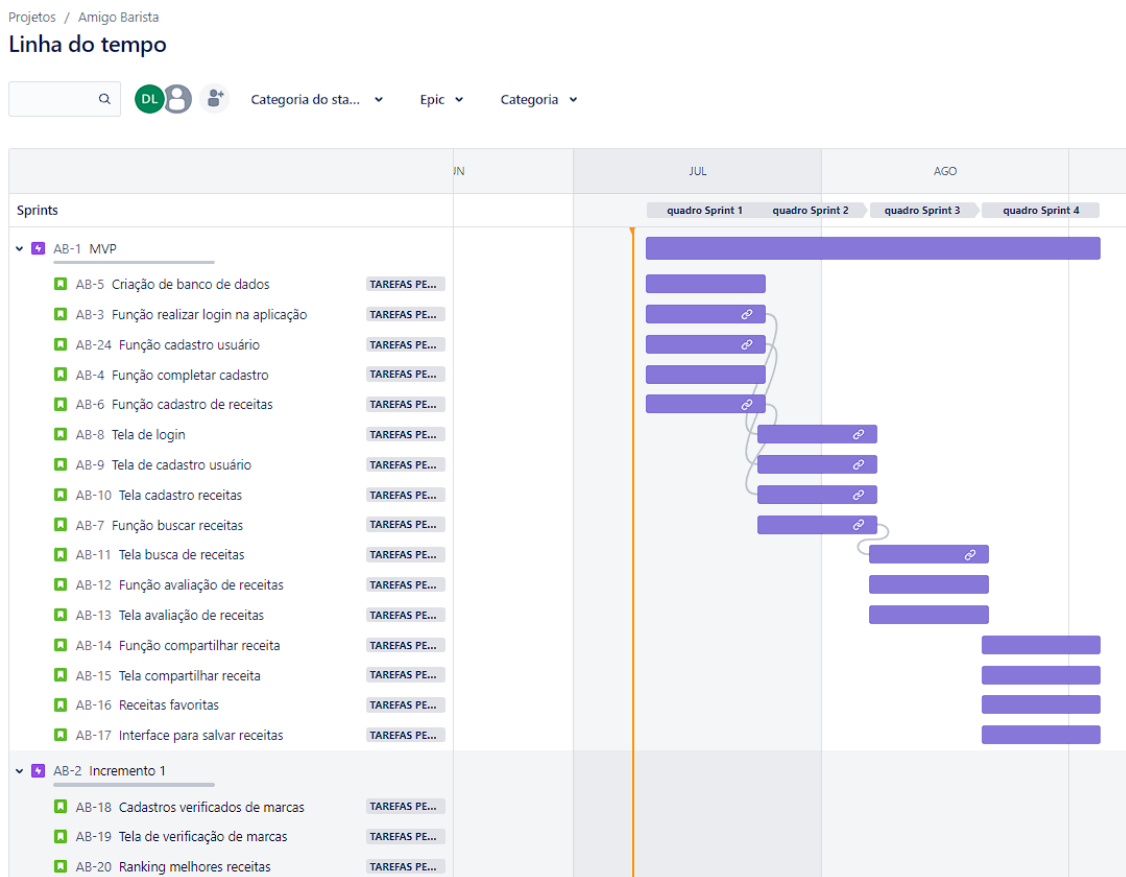 Projetos / Amigo Barista
Linha do tempo
DL Categoria do sta... Epic Categoria
JUL AGO
Sprints quadro Sprint 1 quadro Sprint 2 quadro Sprint 3 quadro Sprint 4
AB-1 MVP
AB-5 Criação de banco de dados TAREFAS PE...
AB-3 Função realizar login na aplicação TAREFAS PE...
AB-24 Função cadastro usuário TAREFAS PE...
AB-4 Função completar cadastro TAREFAS PE...
AB-6 Função cadastro de receitas TAREFAS PE...
AB-8 Tela de login TAREFAS PE...
AB-9 Tela de cadastro usuário TAREFAS PE...
AB-10 Tela cadastro receitas TAREFAS PE...
AB-7 Função buscar receitas TAREFAS PE...
AB-11 Tela busca de receitas TAREFAS PE...
AB-12 Função avaliação de receitas TAREFAS PE...
AB-13 Tela avaliação de receitas TAREFAS PE...
AB-14 Função compartilhar receita TAREFAS PE...
AB-15 Tela compartilhar receita TAREFAS PE...
AB-16 Receitas favoritas TAREFAS PE...
AB-17 Interface para salvar receitas TAREFAS PE...
AB-2 Incremento 1
AB-18 Cadastros verificados de marcas TAREFAS PE...
AB-19 Tela de verificação de marcas TAREFAS PE...
AB-20 Ranking melhores receitas TAREFAS PE...